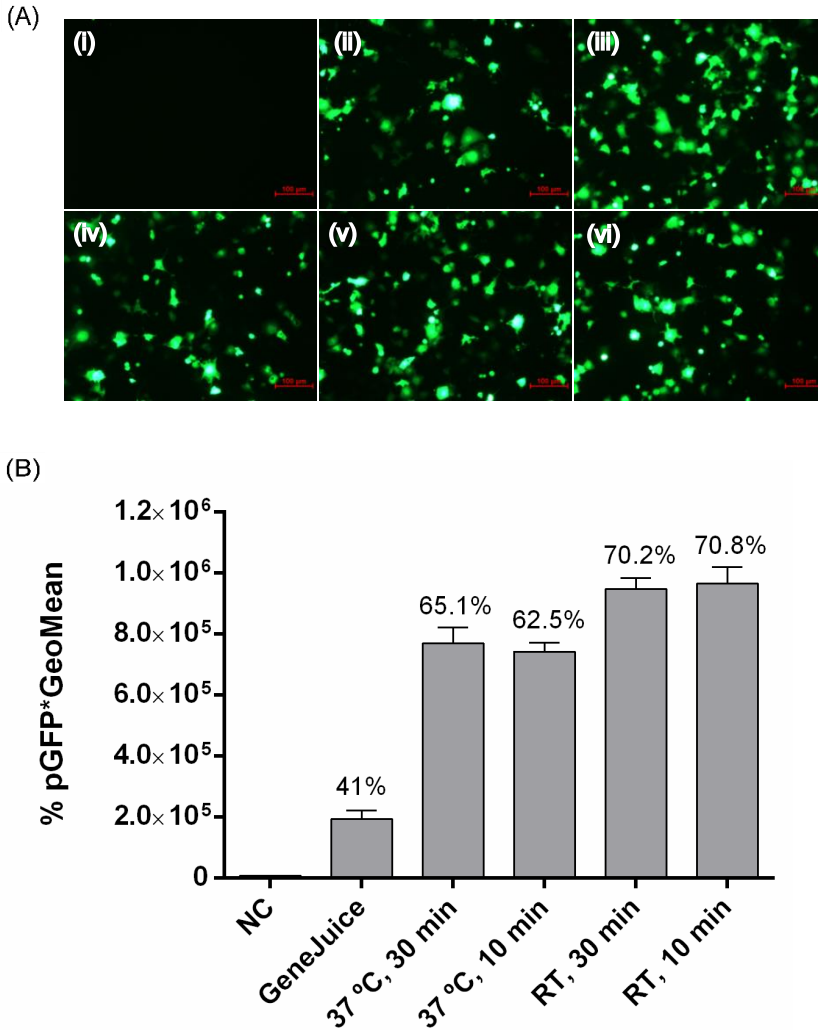 (A)
(i)
(ii)
(iii)
100 µm
100 µm
100 µm
(iv)
(v)
(vi)
100 µm
100 µm
100 µm
(B)
% pGFP*GeoMean
1.2× 10⁶
1.0× 10⁶
8.0× 10⁵
6.0× 10⁵
4.0× 10⁵
2.0× 10⁵
0
41%
65.1%
62.5%
70.2%
70.8%
NC
GeneJuice
37 ºC, 30 min
37 ºC, 10 min
RT, 30 min
RT, 10 min